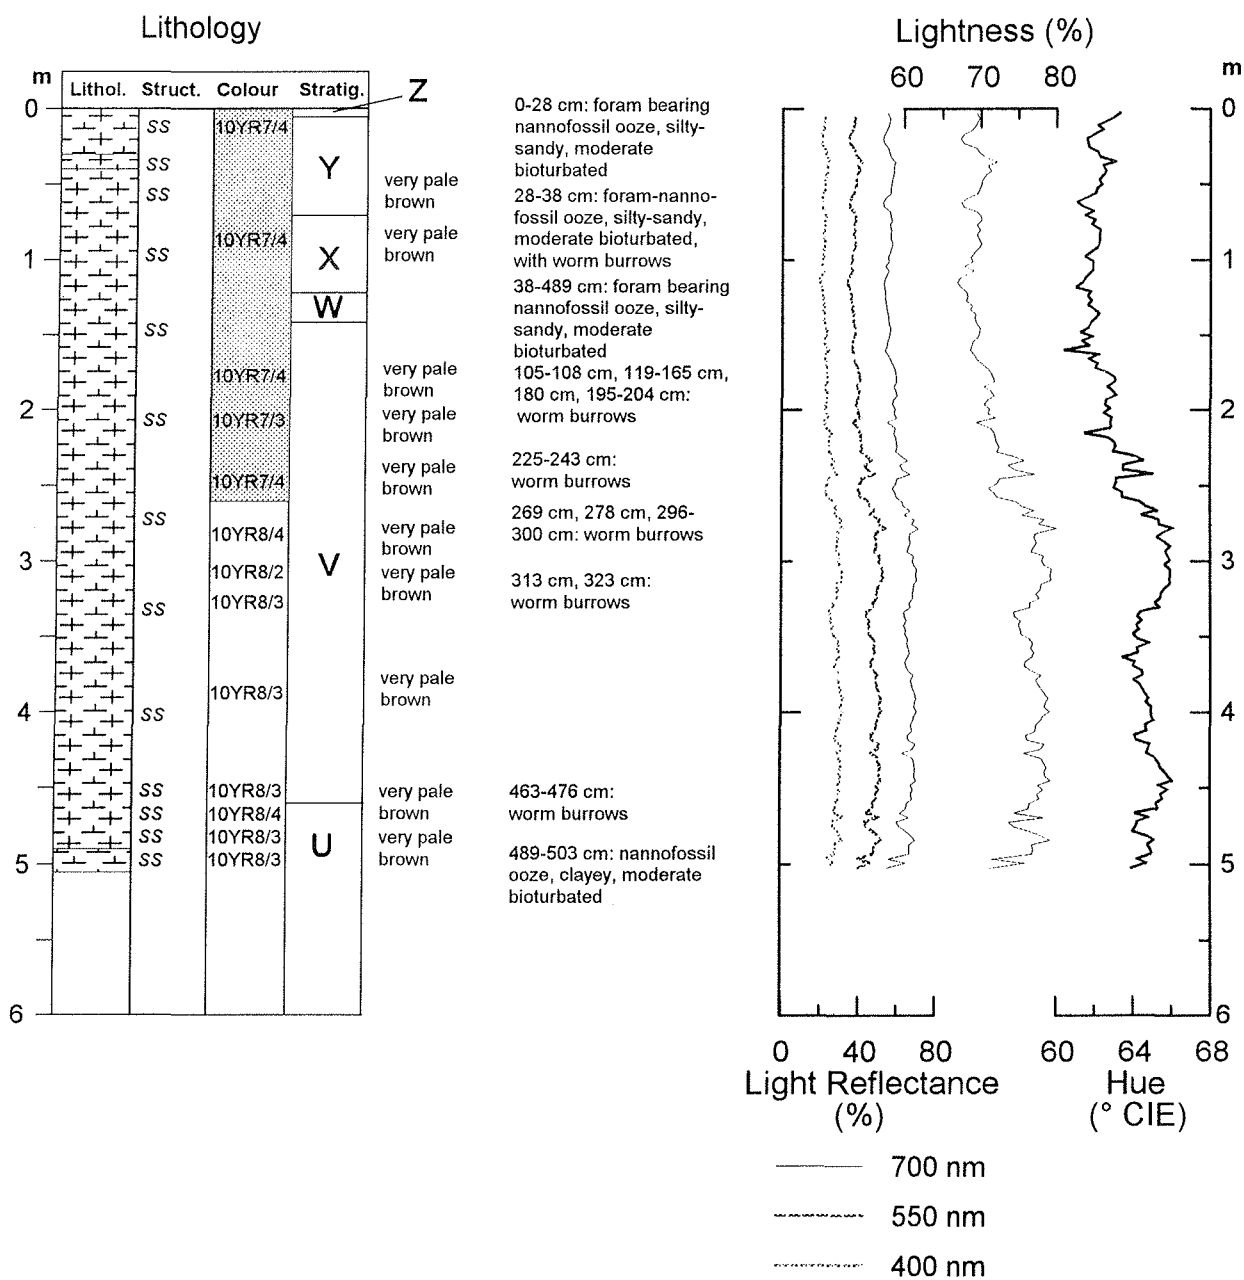 Lithology
Lightness (%)
60 70 80
m
Lithol. Struct. Colour Stratig.
Z
m
0
1
2
3
4
5
6
SS
SS
SS
SS
SS
SS
SS
SS
SS
SS
SS
SS
SS
10YR7/4
10YR7/4
10YR7/4
10YR7/3
10YR7/4
10YR8/4
10YR8/2
10YR8/3
10YR8/3
10YR8/3
10YR8/4
10YR8/3
10YR8/3
Y
X
W
V
U
very pale
brown
very pale
brown
very pale
brown
very pale
brown
very pale
brown
very pale
brown
very pale
brown
very pale
brown
very pale
brown
very pale
brown
0-28 cm: foram bearing
nannofossil ooze, silty-
sandy, moderate
bioturbated
28-38 cm: foram-nanno-
fossil ooze, silty-sandy,
moderate bioturbated,
with worm burrows
38-489 cm: foram bearing
nannofossil ooze, silty-
sandy, moderate
bioturbated
105-108 cm, 119-165 cm,
180 cm, 195-204 cm:
worm burrows
225-243 cm:
worm burrows
269 cm, 278 cm, 296-
300 cm: worm burrows
313 cm, 323 cm:
worm burrows
463-476 cm:
worm burrows
489-503 cm: nannofossil
ooze, clayey, moderate
bioturbated
0
1
2
3
4
5
6
0 40 80
60 64 68
Light Reflectance
(%)
Hue
(° CIE)
700 nm
550 nm
400 nm